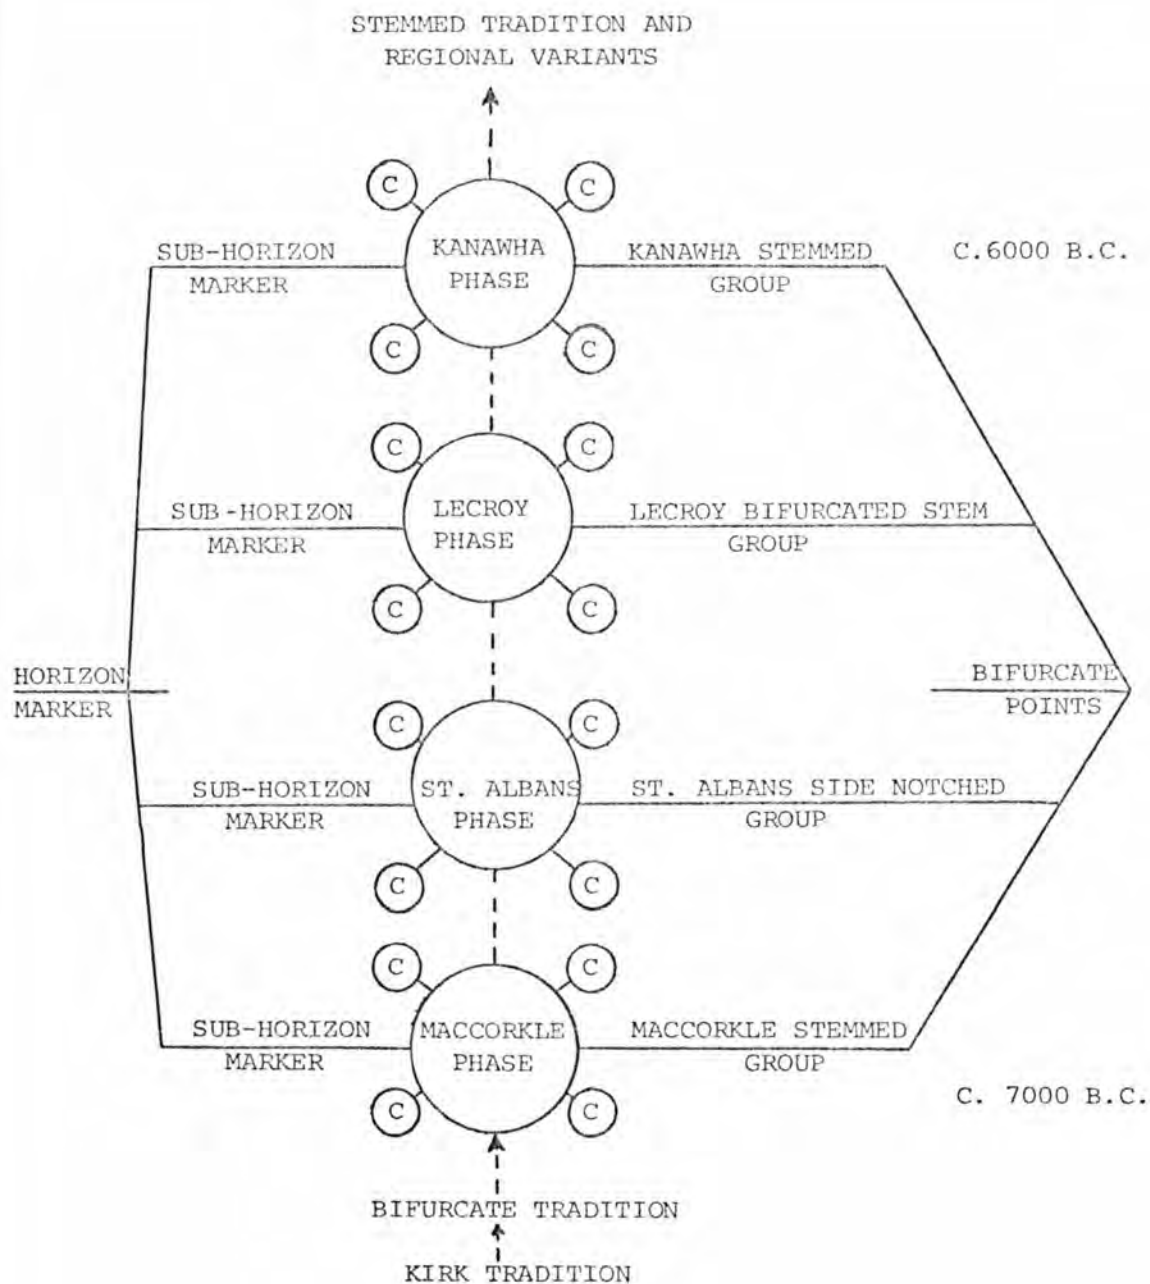 STEMMED TRADITION AND
REGIONAL VARIANTS
C
C
SUB-HORIZON
MARKER
KANAWHA
PHASE
KANAWHA STEMMED
GROUP
C.6000 B.C.
C
C
C
C
SUB-HORIZON
MARKER
LECROY
PHASE
LECROY BIFURCATED STEM
GROUP
C
C
HORIZON
MARKER
BIFURCATE
POINTS
C
C
SUB-HORIZON
MARKER
ST. ALBANS
PHASE
ST. ALBANS SIDE NOTCHED
GROUP
C
C
C
C
SUB-HORIZON
MARKER
MACCORKLE
PHASE
MACCORKLE STEMMED
GROUP
C. 7000 B.C.
C
C
BIFURCATE TRADITION
KIRK TRADITION